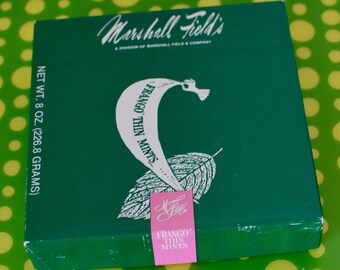 Marshall Field's
A DIVISION OF MARSHALL FIELD & COMPANY
NET WT. 8 OZ. (226.8 GRAMS)
FRANGO® THIN MINTS
FRANGO®
THIN
MINTS